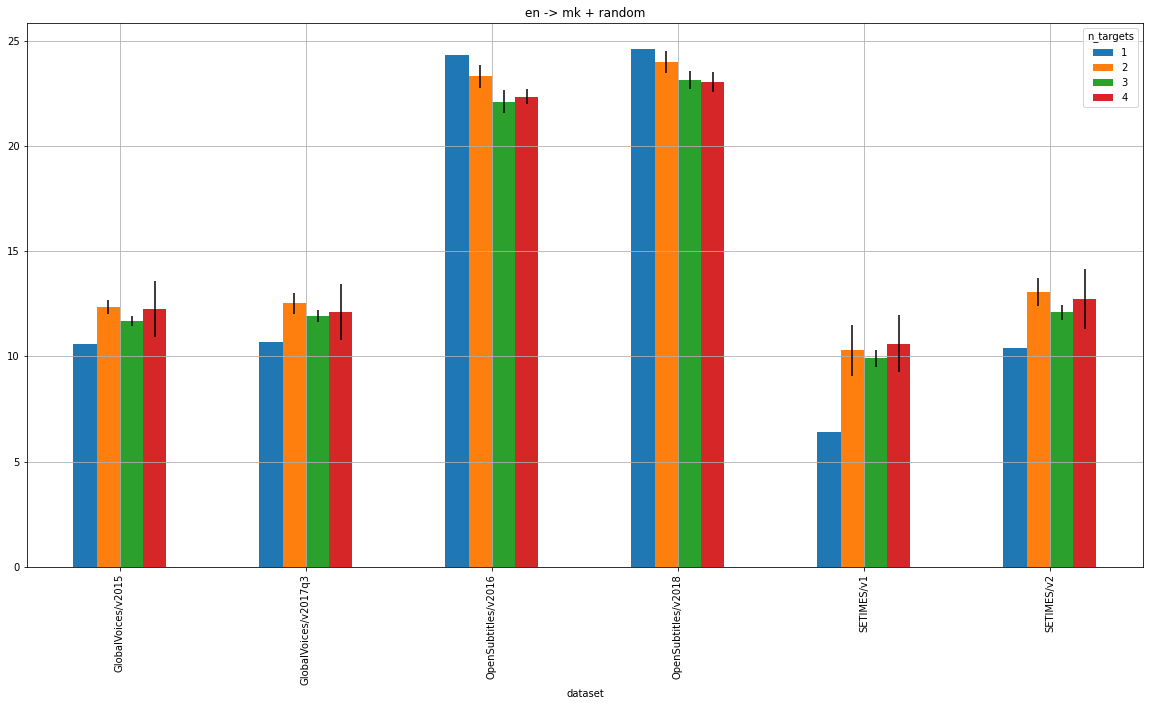 en -> mk + random
n_targets
1
2
3
4
25
20
15
10
5
0
GlobalVoices/v2015
GlobalVoices/v2017q3
OpenSubtitles/v2016
OpenSubtitles/v2018
SETIMES/v1
SETIMES/v2
dataset